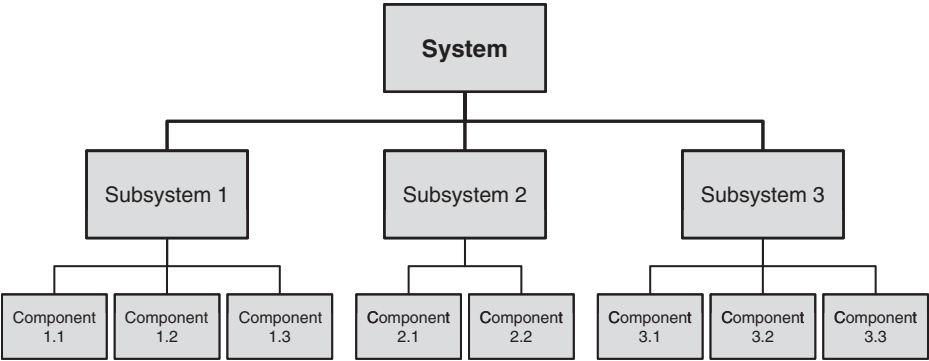 System
Subsystem 1
Subsystem 2
Subsystem 3
Component
1.1
Component
1.2
Component
1.3
Component
2.1
Component
2.2
Component
3.1
Component
3.2
Component
3.3